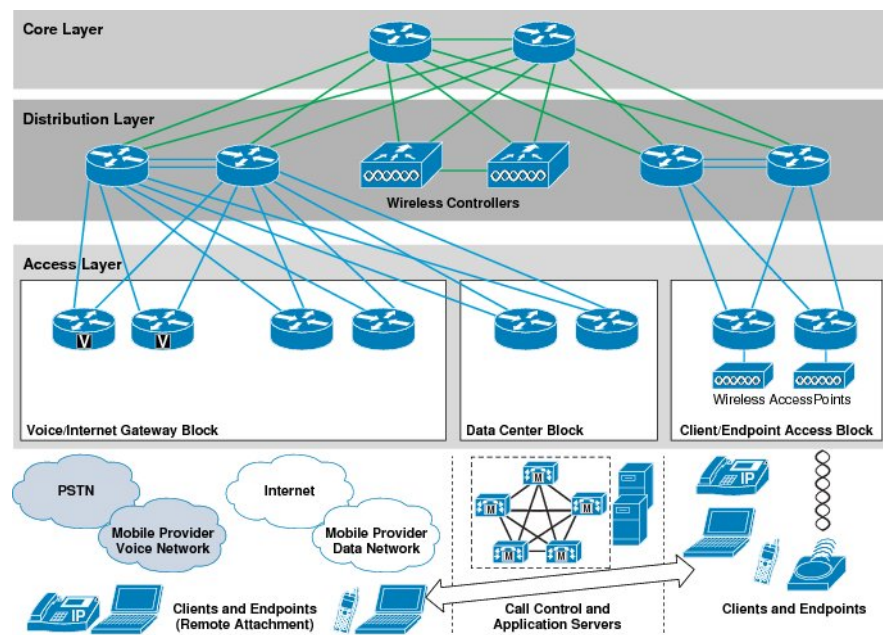 Core Layer
Distribution Layer
Wireless Controllers
Access Layer
V
V
Wireless AccessPoints
Voice/Internet Gateway Block
Data Center Block
Client/Endpoint Access Block
PSTN
Internet
Mobile Provider
Voice Network
Mobile Provider
Data Network
M
M
M
M
M
IP
IP
Clients and Endpoints
(Remote Attachment)
Call Control and
Application Servers
Clients and Endpoints